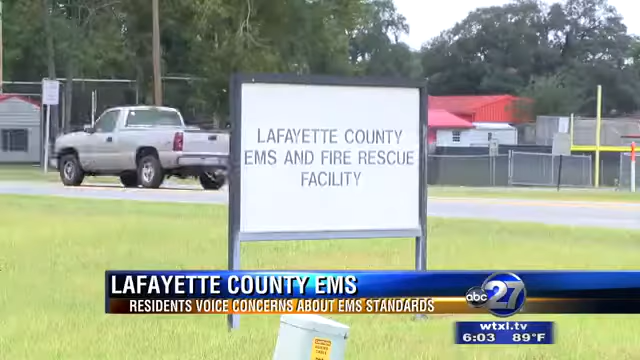 LAFAYETTE COUNTY
EMS AND FIRE RESCUE
FACILITY
LAFAYETTE COUNTY EMS
RESIDENTS VOICE CONCERNS ABOUT EMS STANDARDS
abc 27
wtxl.tv
6:03 89°F